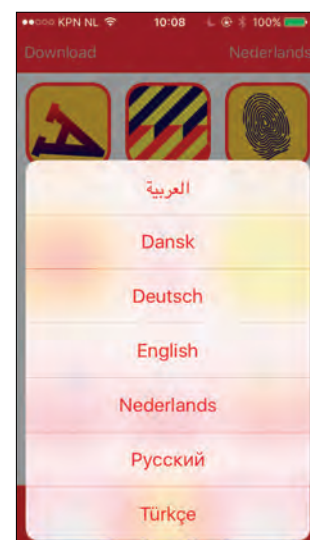 KPN NL 10:08 100%
Download Nederlands
A
العربية
Dansk
Deutsch
English
Nederlands
Русский
Türkçe